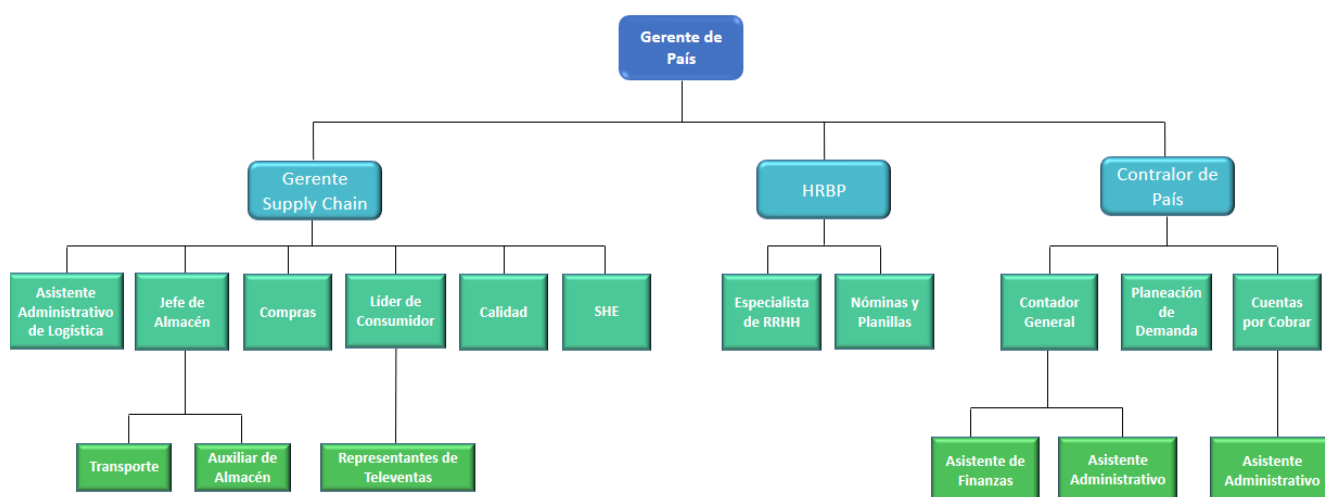 Gerente de
País
Gerente
Supply Chain
HRBP
Contralor de
País
Asistente
Administrativo
de Logística
Jefe de
Almacén
Compras
Líder de
Consumidor
Calidad
SHE
Especialista
de RRHH
Nóminas y
Planillas
Contador
General
Planeación
de
Demanda
Cuentas
por Cobrar
Transporte
Auxiliar de
Almacén
Representantes de
Televentas
Asistente de
Finanzas
Asistente
Administrativo
Asistente
Administrativo